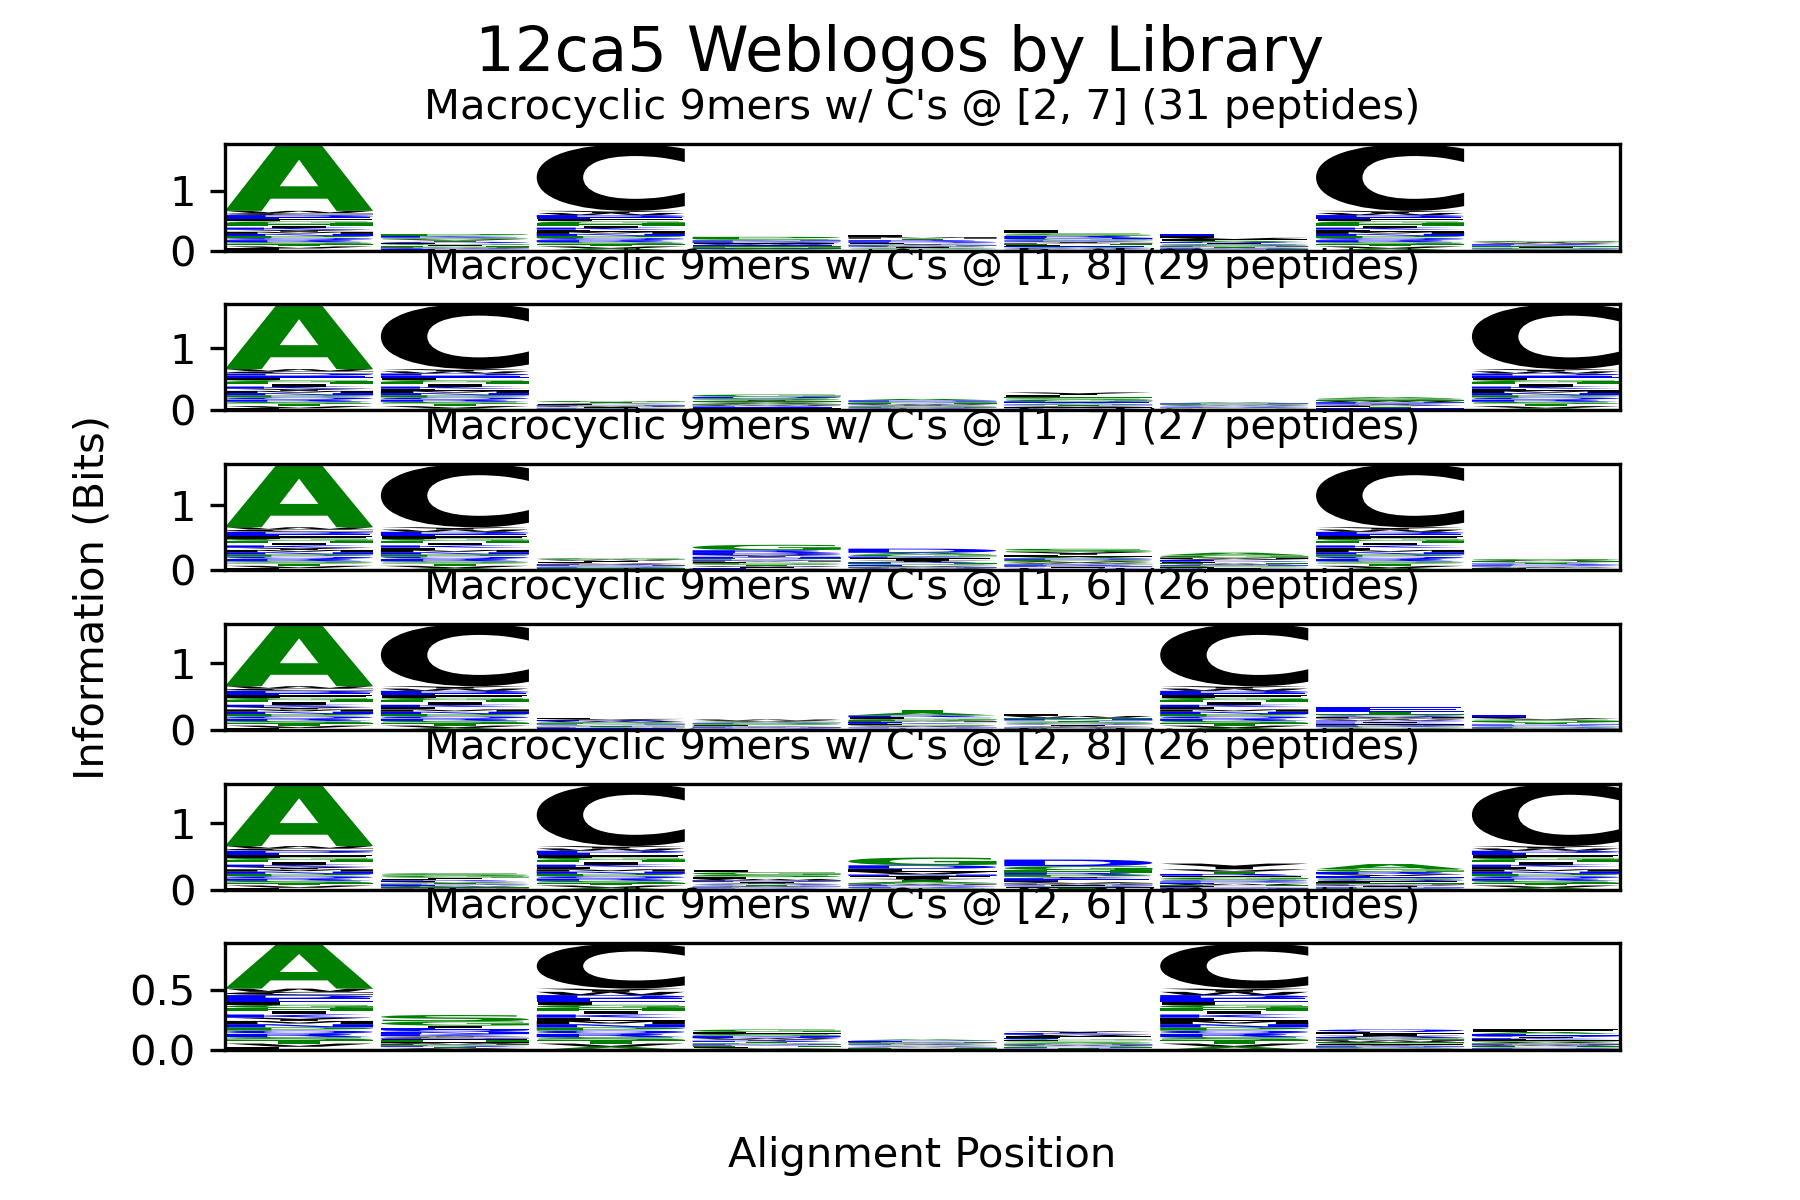 12ca5 Weblogos by Library
Macrocyclic 9mers w/ C's @ [2, 7] (31 peptides)
1
0
A C C
Macrocyclic 9mers w/ C's @ [1, 8] (29 peptides)
1
0
A C C
Macrocyclic 9mers w/ C's @ [1, 7] (27 peptides)
1
0
A C C
Macrocyclic 9mers w/ C's @ [1, 6] (26 peptides)
1
0
A C C
Macrocyclic 9mers w/ C's @ [2, 8] (26 peptides)
1
0
A C C
Macrocyclic 9mers w/ C's @ [2, 6] (13 peptides)
0.5
0.0
A C C
Information (Bits)
Alignment Position